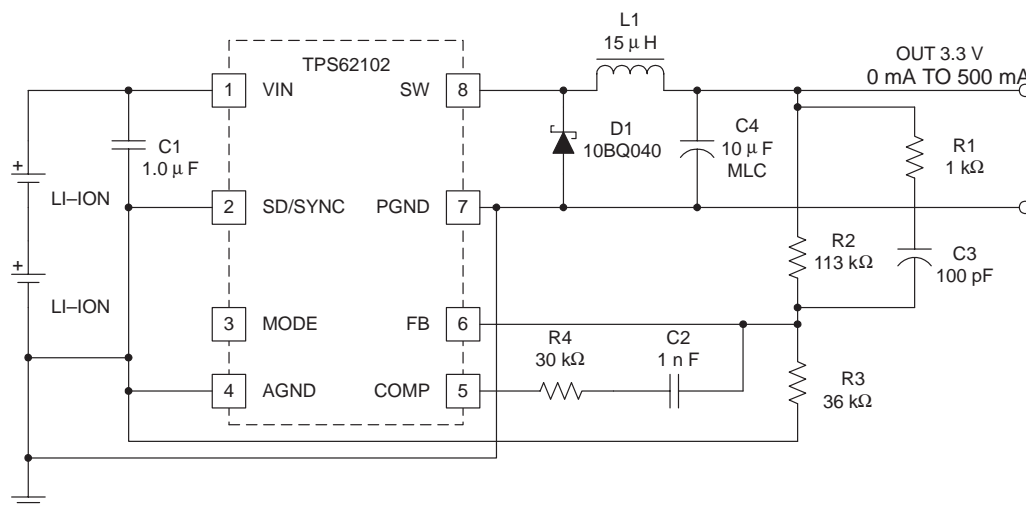 L1
15 μ H
OUT 3.3 V
0 mA TO 500 mA
TPS62102
1 VIN SW 8
C1
1.0 μ F
D1
10BQ040
C4
10 μ F
MLC
R1
1 kΩ
+
LI–ION
2 SD/SYNC PGND 7
R2
113 kΩ
C3
100 pF
+
LI–ION
3 MODE FB 6
R4
30 kΩ
C2
1 n F
4 AGND COMP 5
R3
36 kΩ